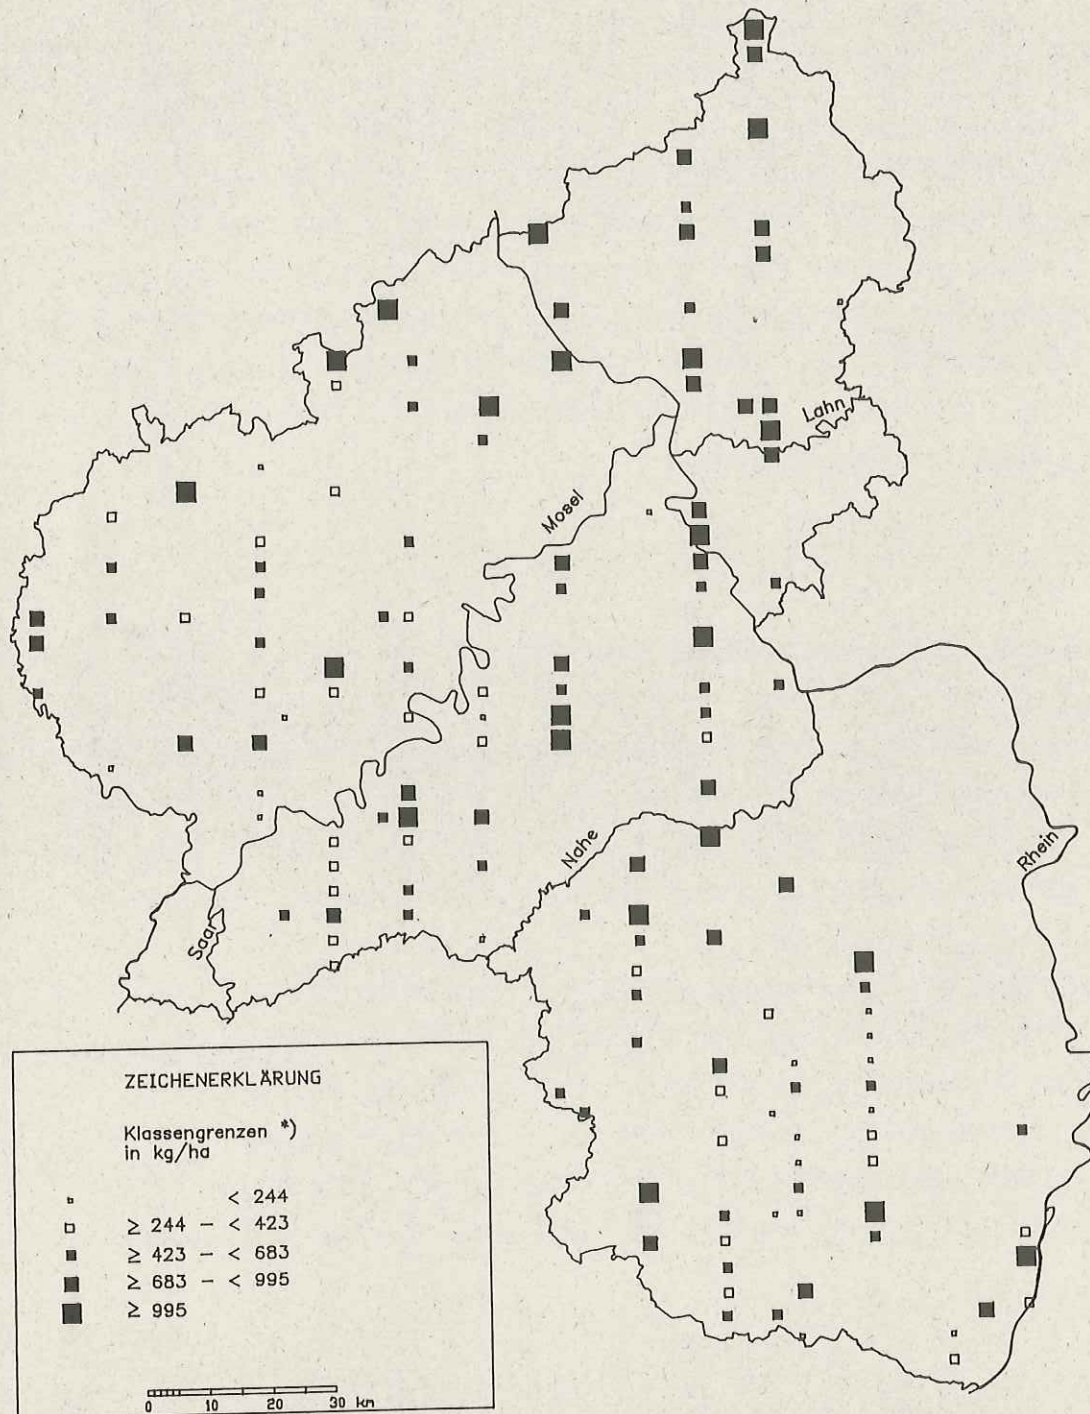 Lahn
Mosel
Nahe
Rhein
Saar
ZEICHENERKLÄRUNG
Klassengrenzen *)
in kg/ha
< 244
≥ 244 – < 423
≥ 423 – < 683
≥ 683 – < 995
≥ 995
0 10 20 30 km